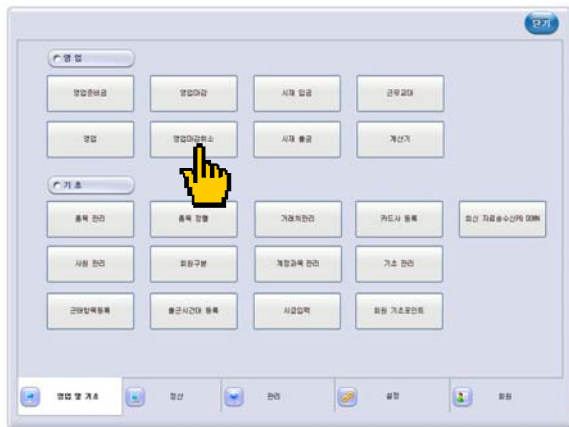 닫기
영 업
영업준비금 영업마감 시재 입금 근무교대
영업 영업마감취소 시재 출금 계산기
기 초
품목 관리 품목 정렬 거래처관리 카드사 등록 회선 자료송수신PG DOWN
사원 관리 회원구분 계정과목 관리 기초 관리
근태항목등록 출근시간대 등록 시급입력 회원 기초포인트
영업 및 기초 정산 관리 설정 회원